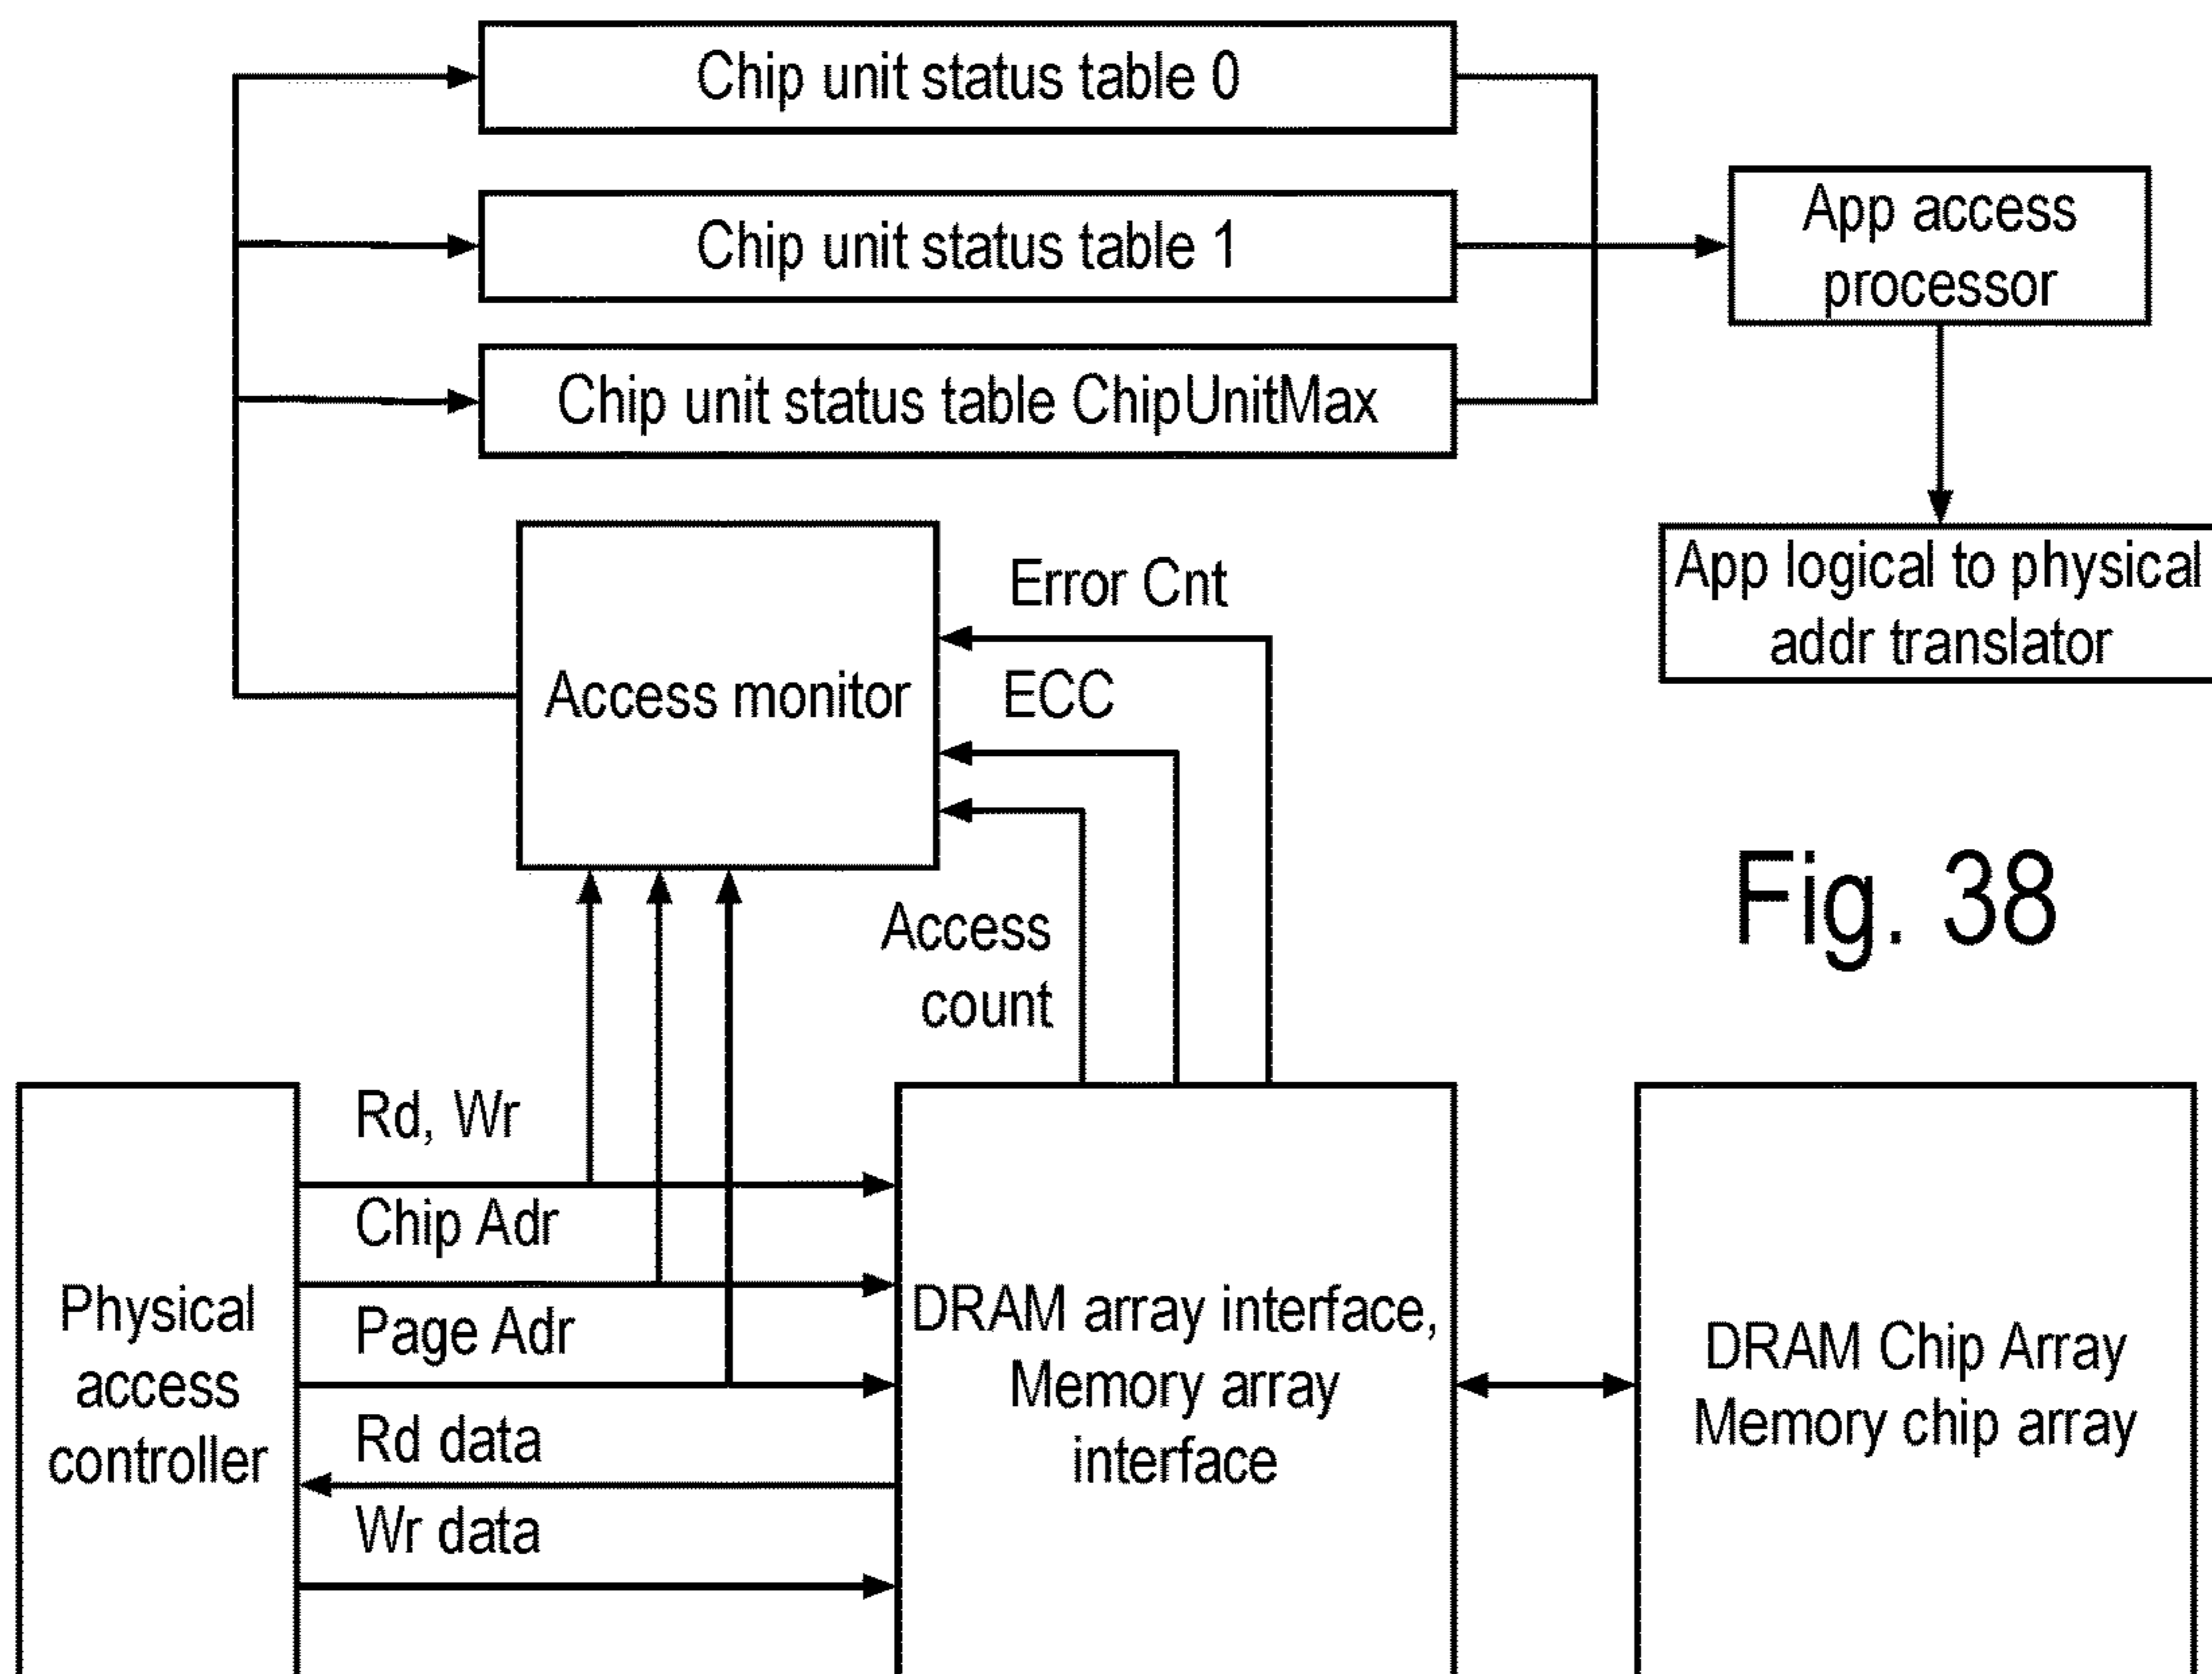 Chip unit status table 0
Chip unit status table 1
Chip unit status table ChipUnitMax
App access
processor
App logical to physical
addr translator
Access monitor
Error Cnt
ECC
Access
count
Fig. 38
Physical
access
controller
Rd, Wr
Chip Adr
Page Adr
Rd data
Wr data
DRAM array interface,
Memory array
interface
DRAM Chip Array
Memory chip array